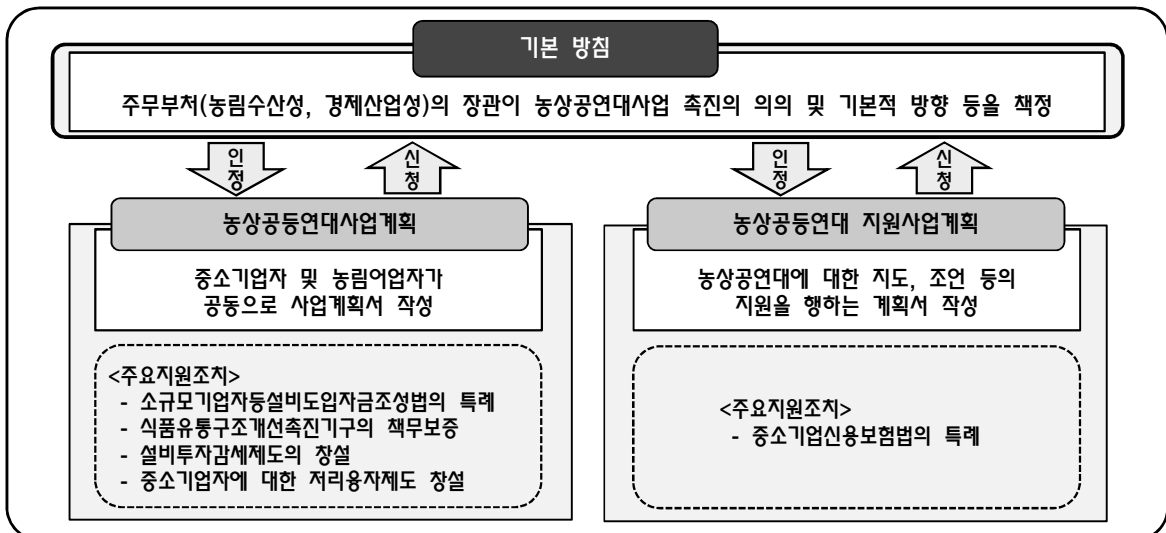 기본 방침
주무부처(농림수산성, 경제산업성)의 장관이 농상공연대사업 촉진의 의의 및 기본적 방향 등을 책정
인정
신청
인정
신청
농상공등연대사업계획
중소기업자 및 농림어업자가
공동으로 사업계획서 작성
<주요지원조치>
- 소규모기업자등설비도입자금조성법의 특례
- 식품유통구조개선촉진기구의 책무보증
- 설비투자감세제도의 창설
- 중소기업자에 대한 저리융자제도 창설
농상공등연대 지원사업계획
농상공연대에 대한 지도, 조언 등의
지원을 행하는 계획서 작성
<주요지원조치>
- 중소기업신용보험법의 특례